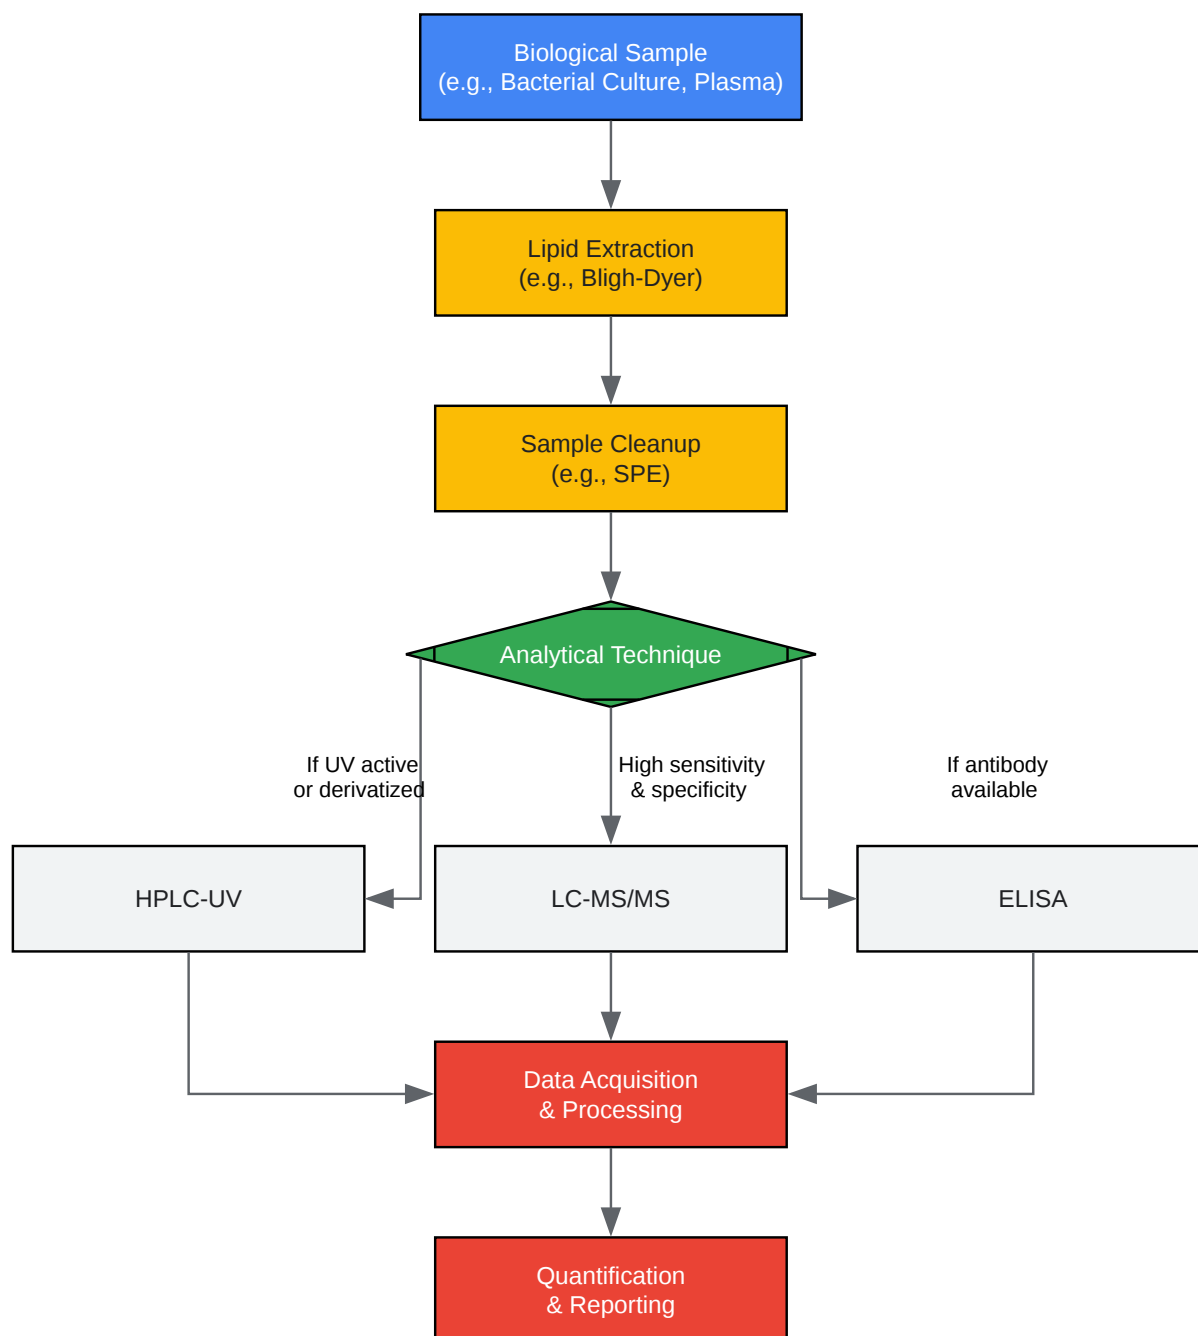 Biological Sample
(e.g., Bacterial Culture, Plasma)
Lipid Extraction
(e.g., Bligh-Dyer)
Sample Cleanup
(e.g., SPE)
Analytical Technique
If UV active
or derivatized
High sensitivity
& specificity
If antibody
available
HPLC-UV
LC-MS/MS
ELISA
Data Acquisition
& Processing
Quantification
& Reporting